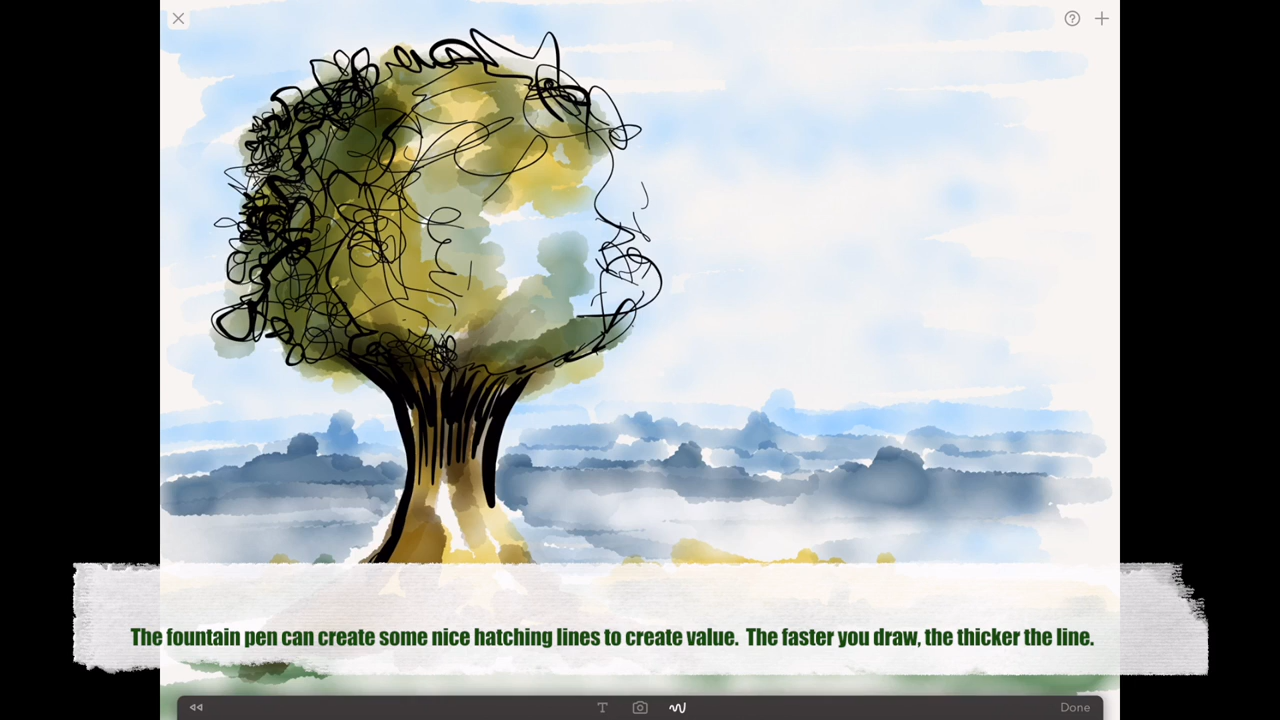 The fountain pen can create some nice hatching lines to create value.  The faster you draw, the thicker the line.
T
Done